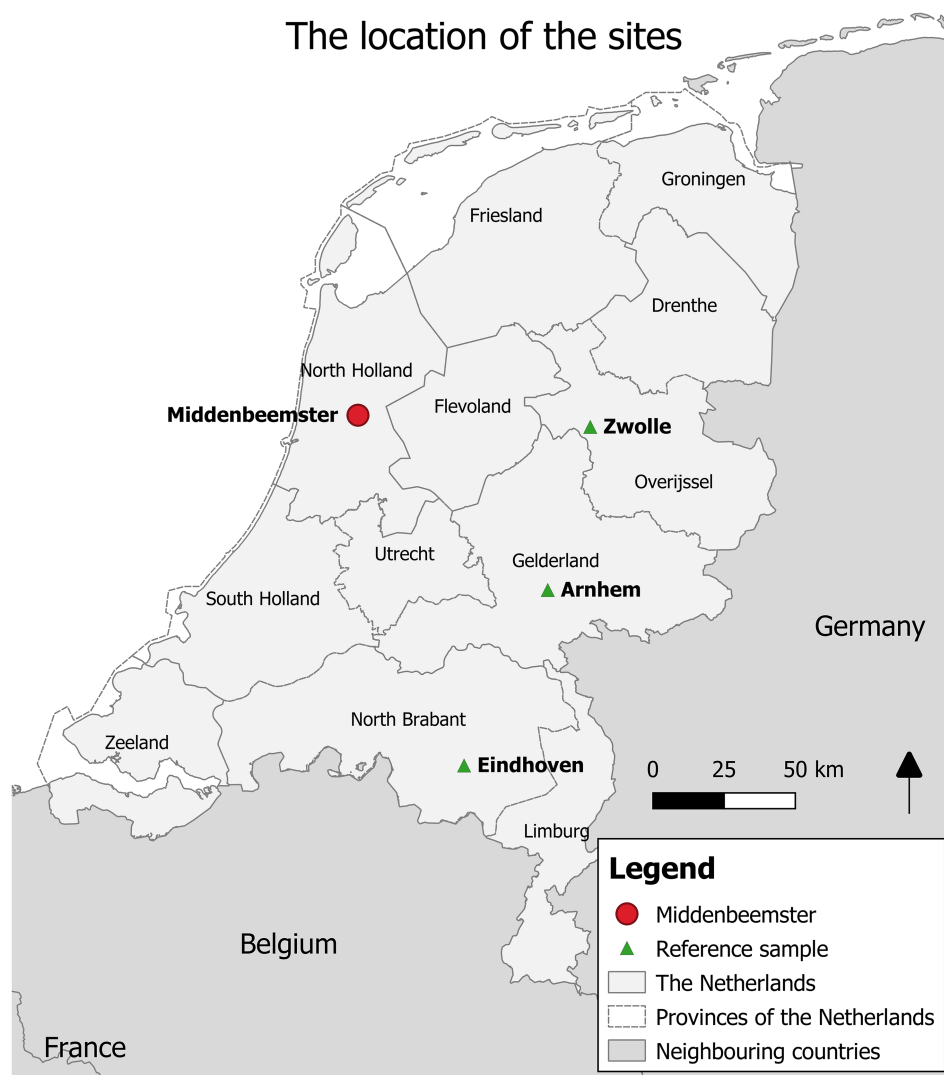 The location of the sites
Groningen
Friesland
Drenthe
North Holland
Flevoland
Middenbeemster
Zwolle
Overijssel
Utrecht
Gelderland
Arnhem
South Holland
Germany
North Brabant
Zeeland
Eindhoven
0 25 50 km
Limburg
Legend
Middenbeemster
Reference sample
The Netherlands
Provinces of the Netherlands
Neighbouring countries
Belgium
France